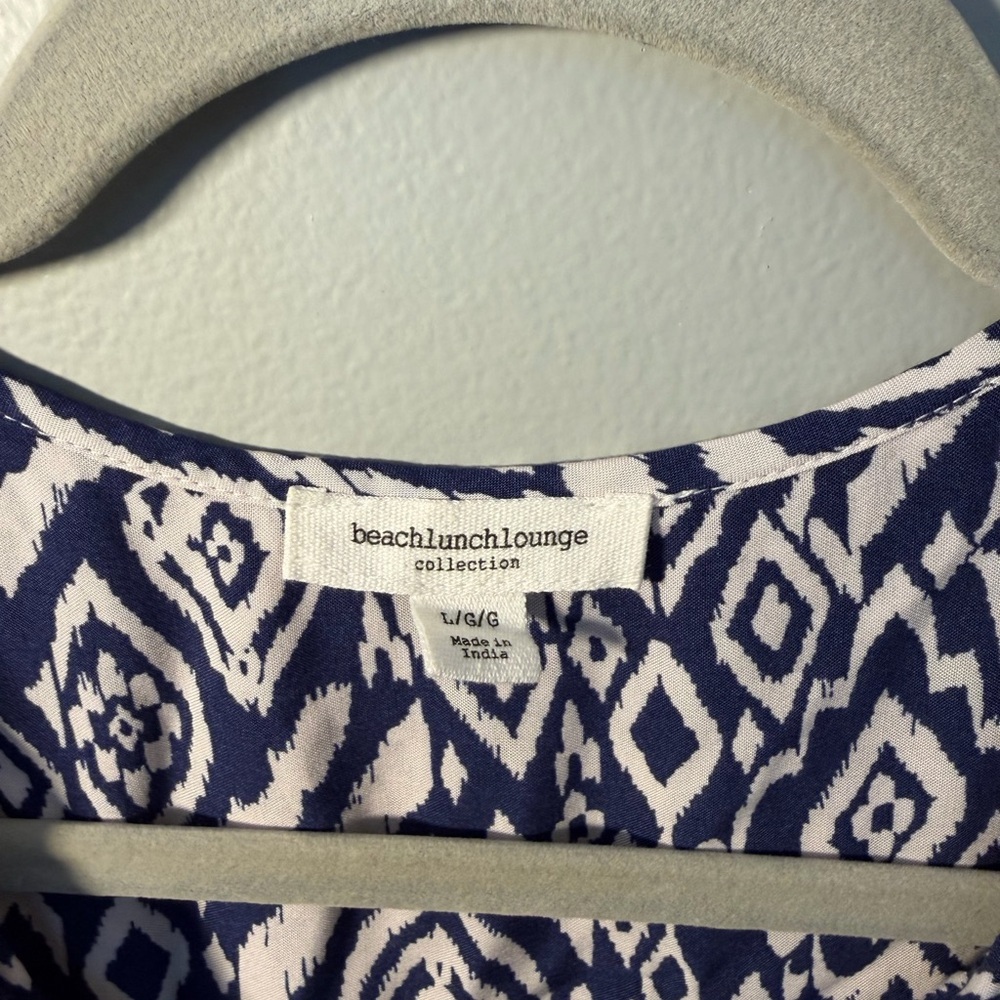 beachlunchlounge
collection
L/G/G
Made in
India